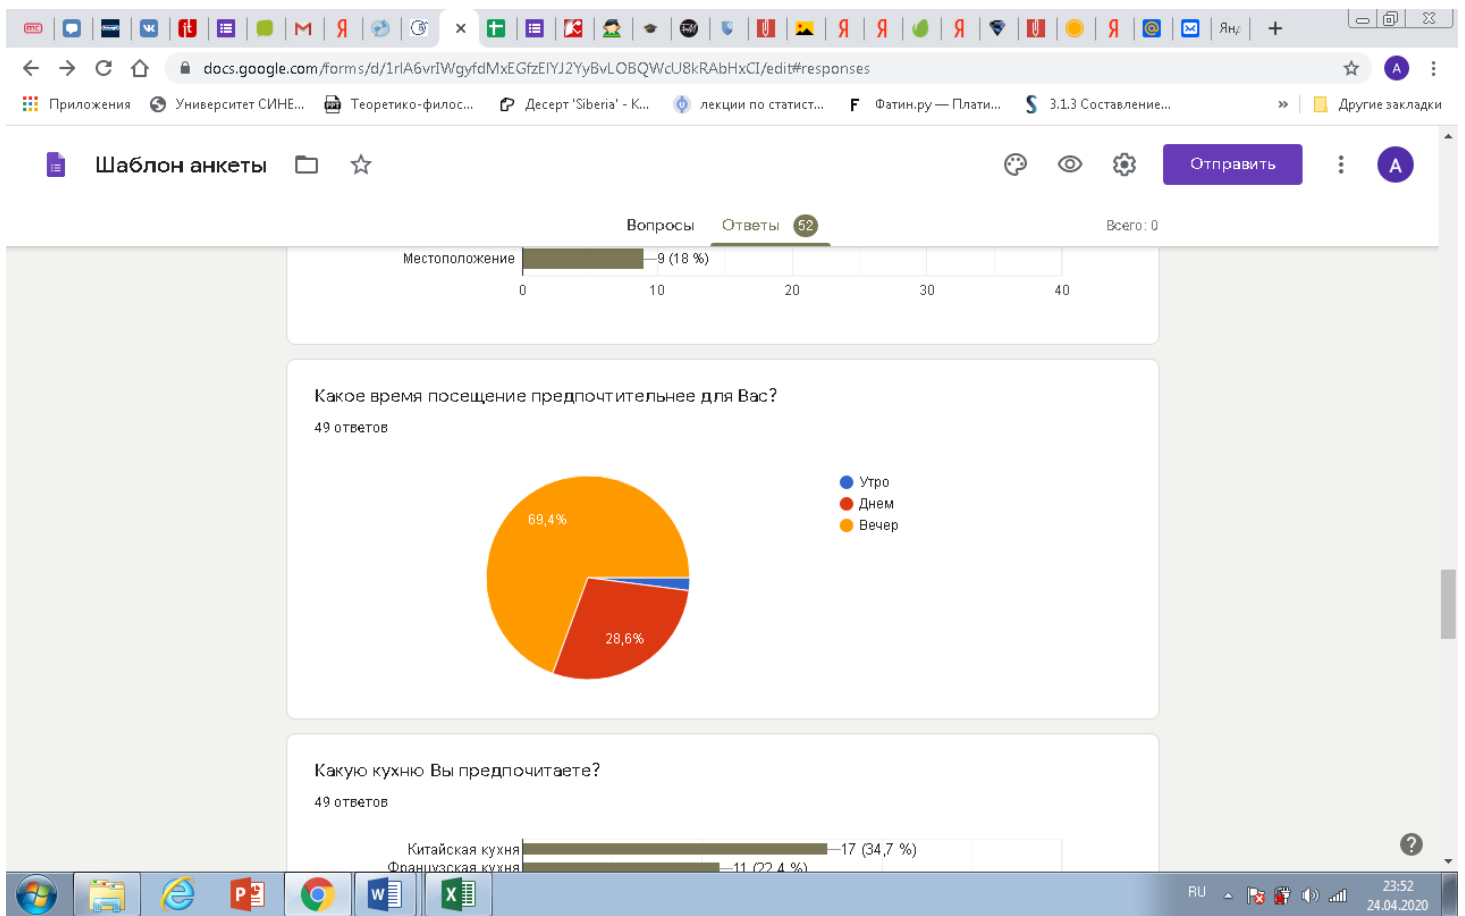 Янд
docs.google.com/forms/d/1rlA6vrIWgyfdMxEGfzEIYJ2YyBvLOBQWcU8kRAbHxCI/edit#responses
A
Приложения Университет СИНЕ... Теоретико-филос... Десерт 'Siberia' - К... лекции по статист... Фатин.ру — Плати... 3.1.3 Составление... » Другие закладки
Шаблон анкеты Отправить A
Вопросы Ответы 52 Всего: 0
Местоположение 9 (18 %)
0 10 20 30 40
Какое время посещение предпочтительнее для Вас?
49 ответов
Утро
Днем
Вечер
69,4%
28,6%
Какую кухню Вы предпочитаете?
49 ответов
Китайская кухня 17 (34,7 %)
Французская кухня 11 (22,4 %)
RU 23:52
24.04.2020